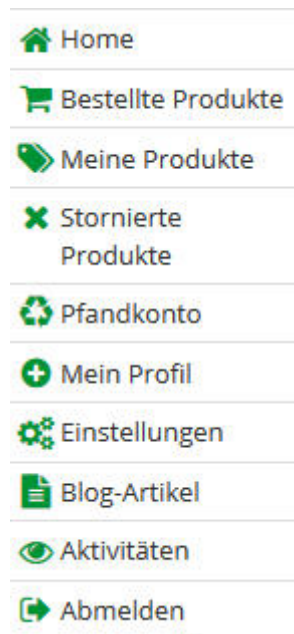 Home
Bestellte Produkte
Meine Produkte
Stornierte
Produkte
Pfandkonto
Mein Profil
Einstellungen
Blog-Artikel
Aktivitäten
Abmelden